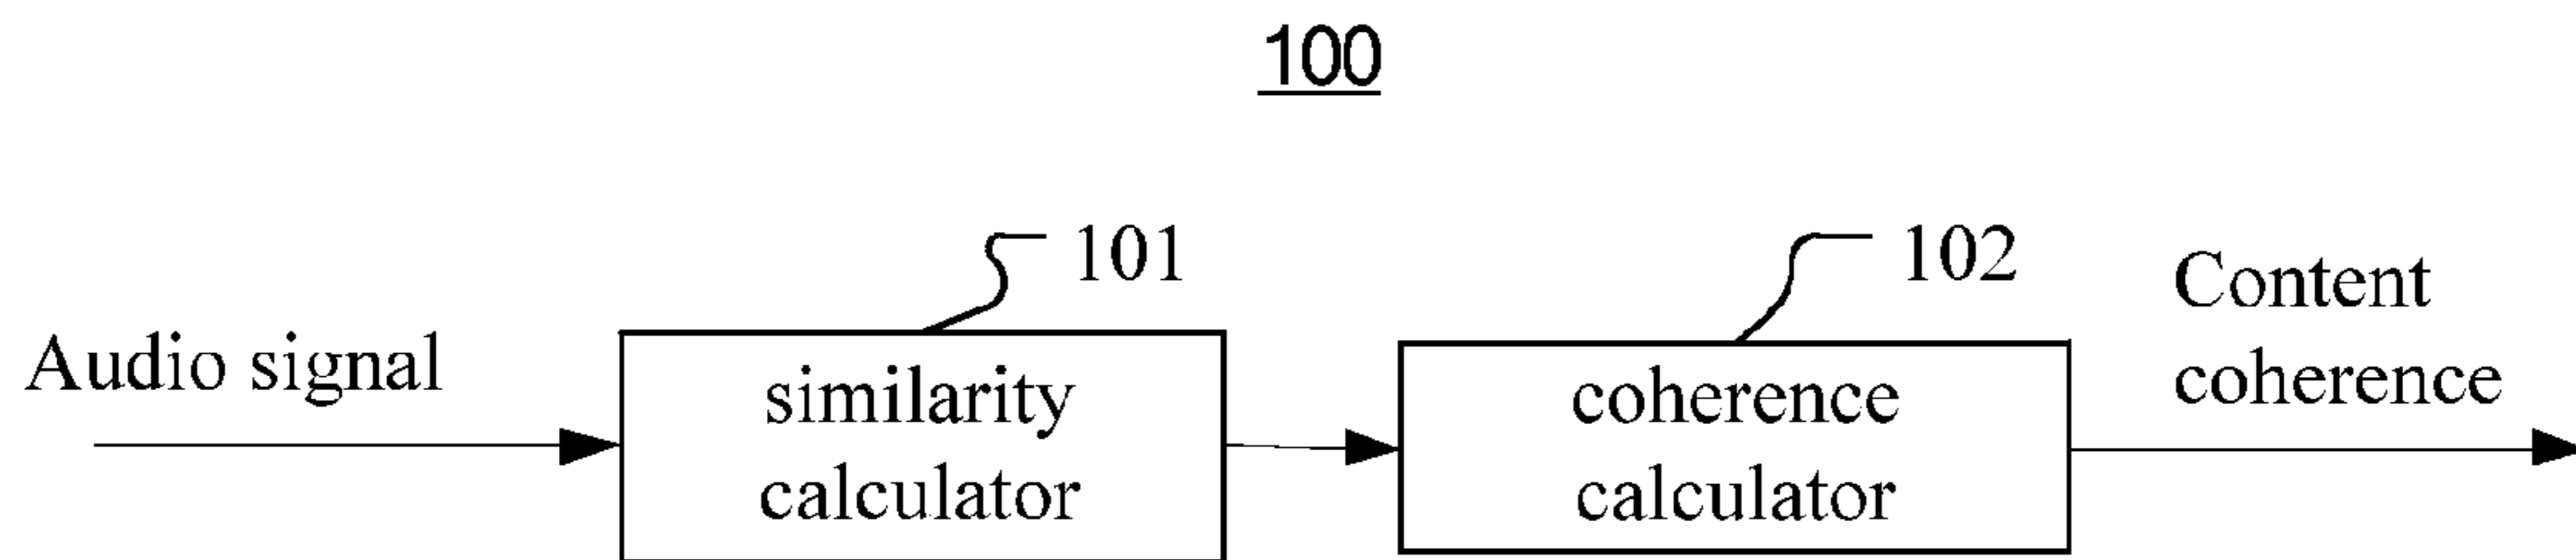 100
101
102
Audio signal
similarity
calculator
coherence
calculator
Content
coherence